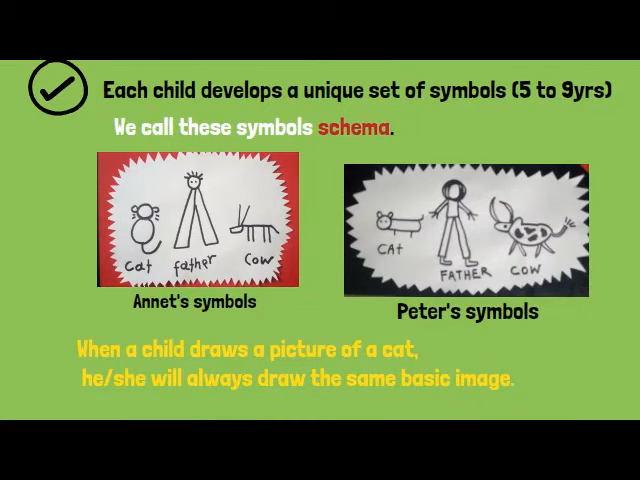 Each child develops a unique set of symbols (5 to 9yrs)
We call these symbols schema.
cat father cow
CAt FATHER COW
Annet's symbols
Peter's symbols
When a child draws a picture of a cat,
he/she will always draw the same basic image.